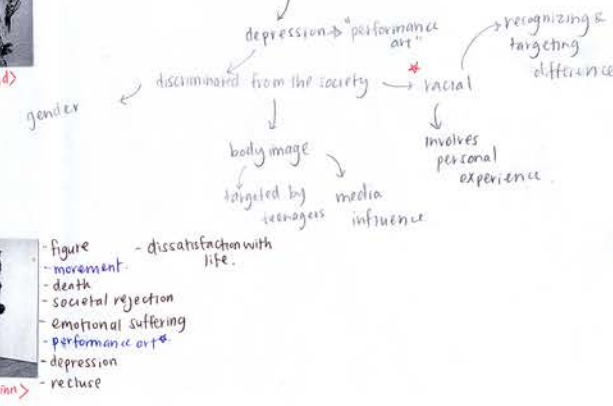 depression → "performance
art"
recognizing &
targeting
difference
discriminated from the society → racial
gender
involves
personal
experience.
body image
targeted by
teenagers
media
influence
- figure
- movement.
- death
- societal rejection
- emotional suffering
- performance art*
- depression
- recluse
- dissatisfaction with
life.